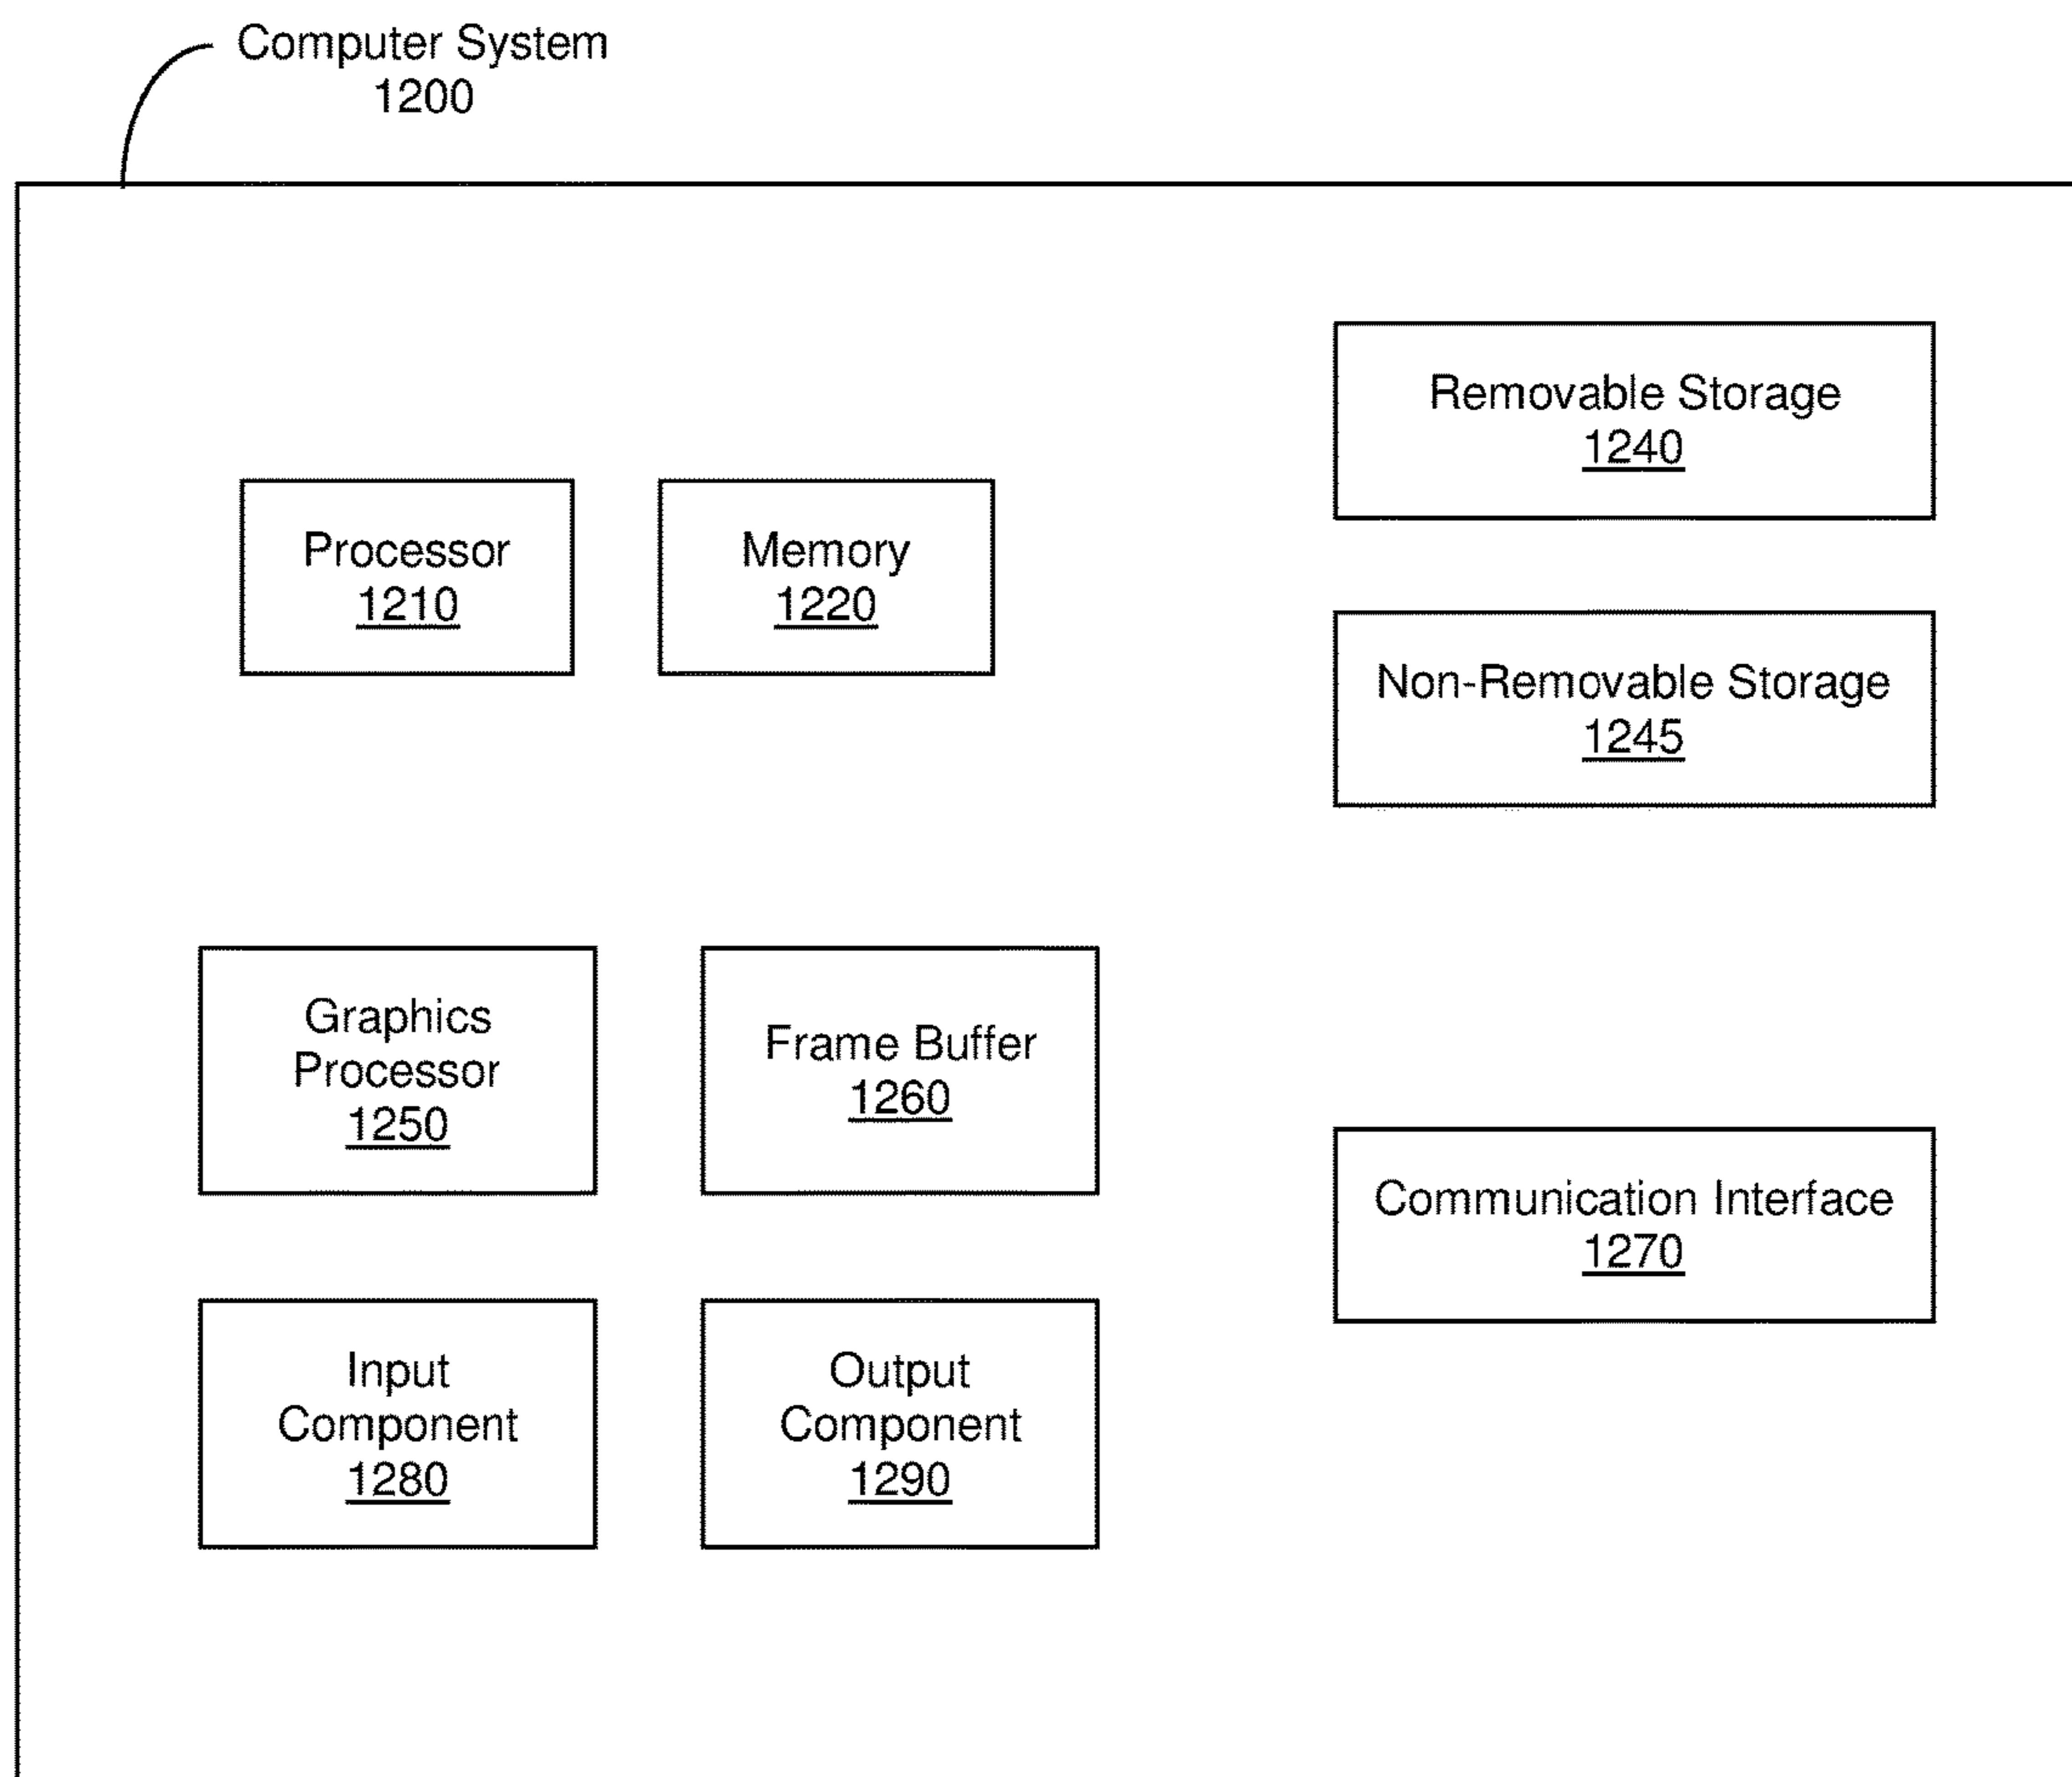 Computer System
1200
Removable Storage
1240
Processor
1210
Memory
1220
Non-Removable Storage
1245
Graphics
Processor
1250
Frame Buffer
1260
Communication Interface
1270
Input
Component
1280
Output
Component
1290